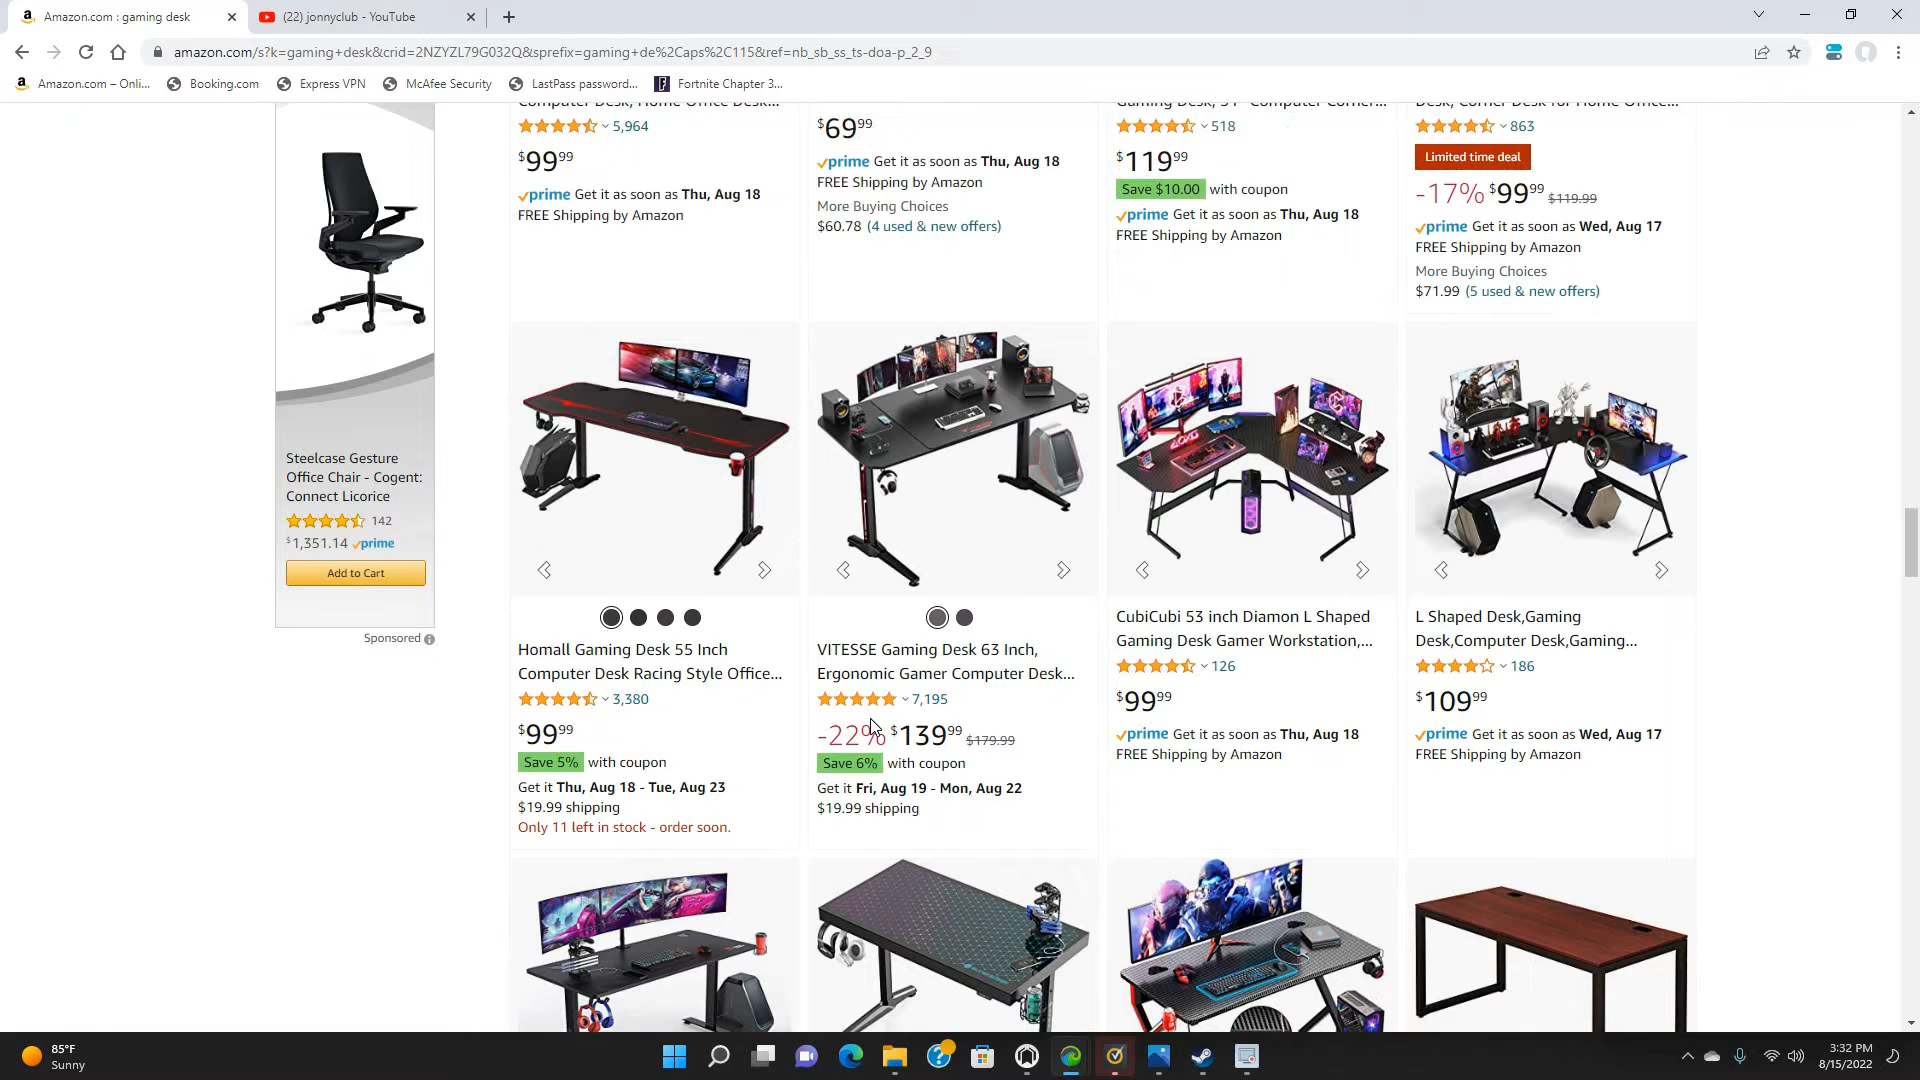 Amazon.com : gaming desk
(22) jonnyclub - YouTube
amazon.com/s?k=gaming+desk&crid=2NZYZL79G032Q&sprefix=gaming+de%2Caps%2C115&ref=nb_sb_ss_ts-doa-p_2_9
Amazon.com – Onli...
Booking.com
Express VPN
McAfee Security
LastPass password...
Fortnite Chapter 3...
Computer Desk, Home Office Desk...
5,964
$99.99
prime Get it as soon as Thu, Aug 18
FREE Shipping by Amazon
$69.99
prime Get it as soon as Thu, Aug 18
FREE Shipping by Amazon
More Buying Choices
$60.78 (4 used & new offers)
518
$119.99
Save $10.00 with coupon
prime Get it as soon as Thu, Aug 18
FREE Shipping by Amazon
Desk, Corner Desk for Home Office...
863
Limited time deal
-17% $99.99 $119.99
prime Get it as soon as Wed, Aug 17
FREE Shipping by Amazon
More Buying Choices
$71.99 (5 used & new offers)
Steelcase Gesture
Office Chair - Cogent:
Connect Licorice
142
$1,351.14 prime
Add to Cart
Sponsored
Homall Gaming Desk 55 Inch
Computer Desk Racing Style Office...
3,380
$99.99
Save 5% with coupon
Get it Thu, Aug 18 - Tue, Aug 23
$19.99 shipping
Only 11 left in stock - order soon.
VITESSE Gaming Desk 63 Inch,
Ergonomic Gamer Computer Desk...
7,195
-22% $139.99 $179.99
Save 6% with coupon
Get it Fri, Aug 19 - Mon, Aug 22
$19.99 shipping
CubiCubi 53 inch Diamon L Shaped
Gaming Desk Gamer Workstation,...
126
$99.99
prime Get it as soon as Thu, Aug 18
FREE Shipping by Amazon
L Shaped Desk,Gaming
Desk,Computer Desk,Gaming...
186
$109.99
prime Get it as soon as Wed, Aug 17
FREE Shipping by Amazon
85°F
Sunny
3:32 PM
8/15/2022